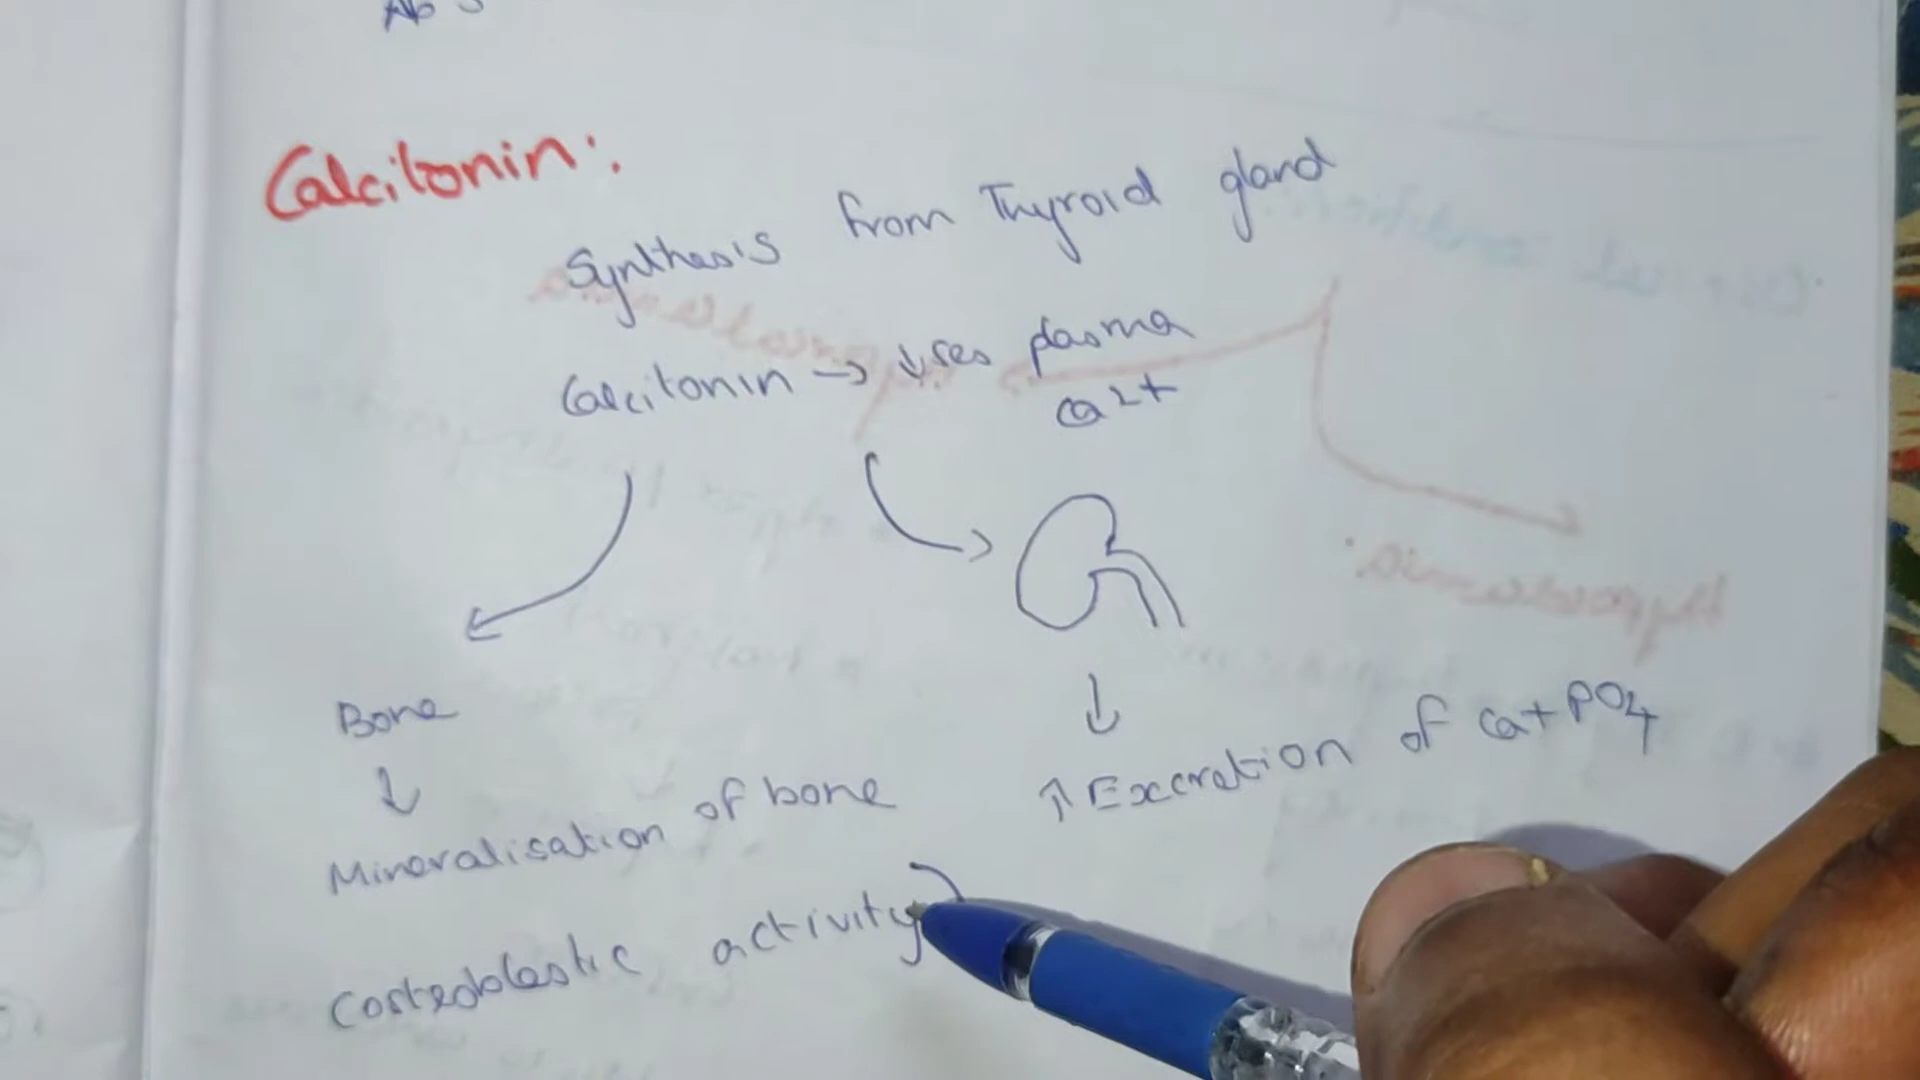 Calcitonin:
Synthesis from Thyroid gland
Calcitonin → ↓ses plasma
Ca2+
Bone
↓
↓
Mineralisation of bone
↑ Excretion of Ca+PO4
(osteoblastic activity)